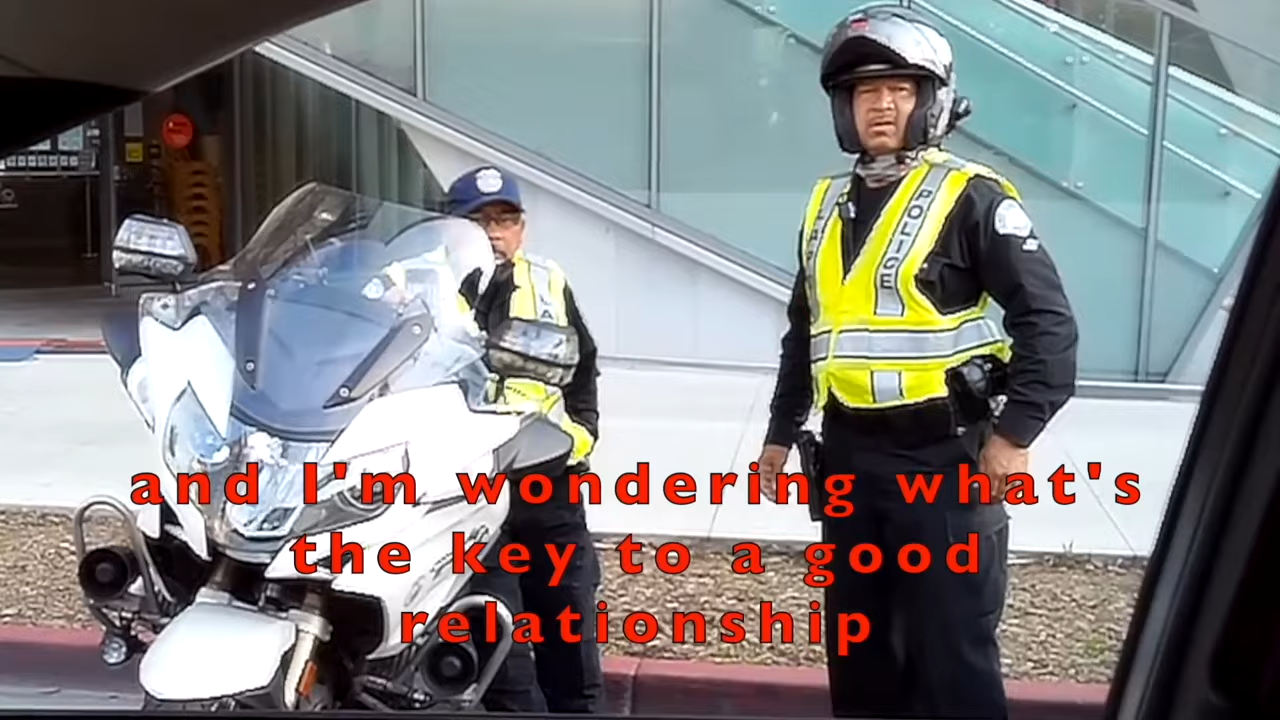 POLICE
and I'm wondering what's
the key to a good
relationship